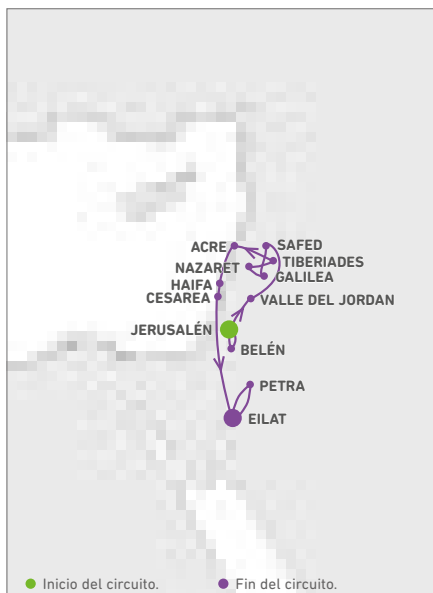 ACRE
SAFED
TIBERIADES
NAZARET
GALILEA
HAIFA
CESAREA
VALLE DEL JORDAN
JERUSALÉN
BELÉN
PETRA
EILAT
Inicio del circuito.
Fin del circuito.